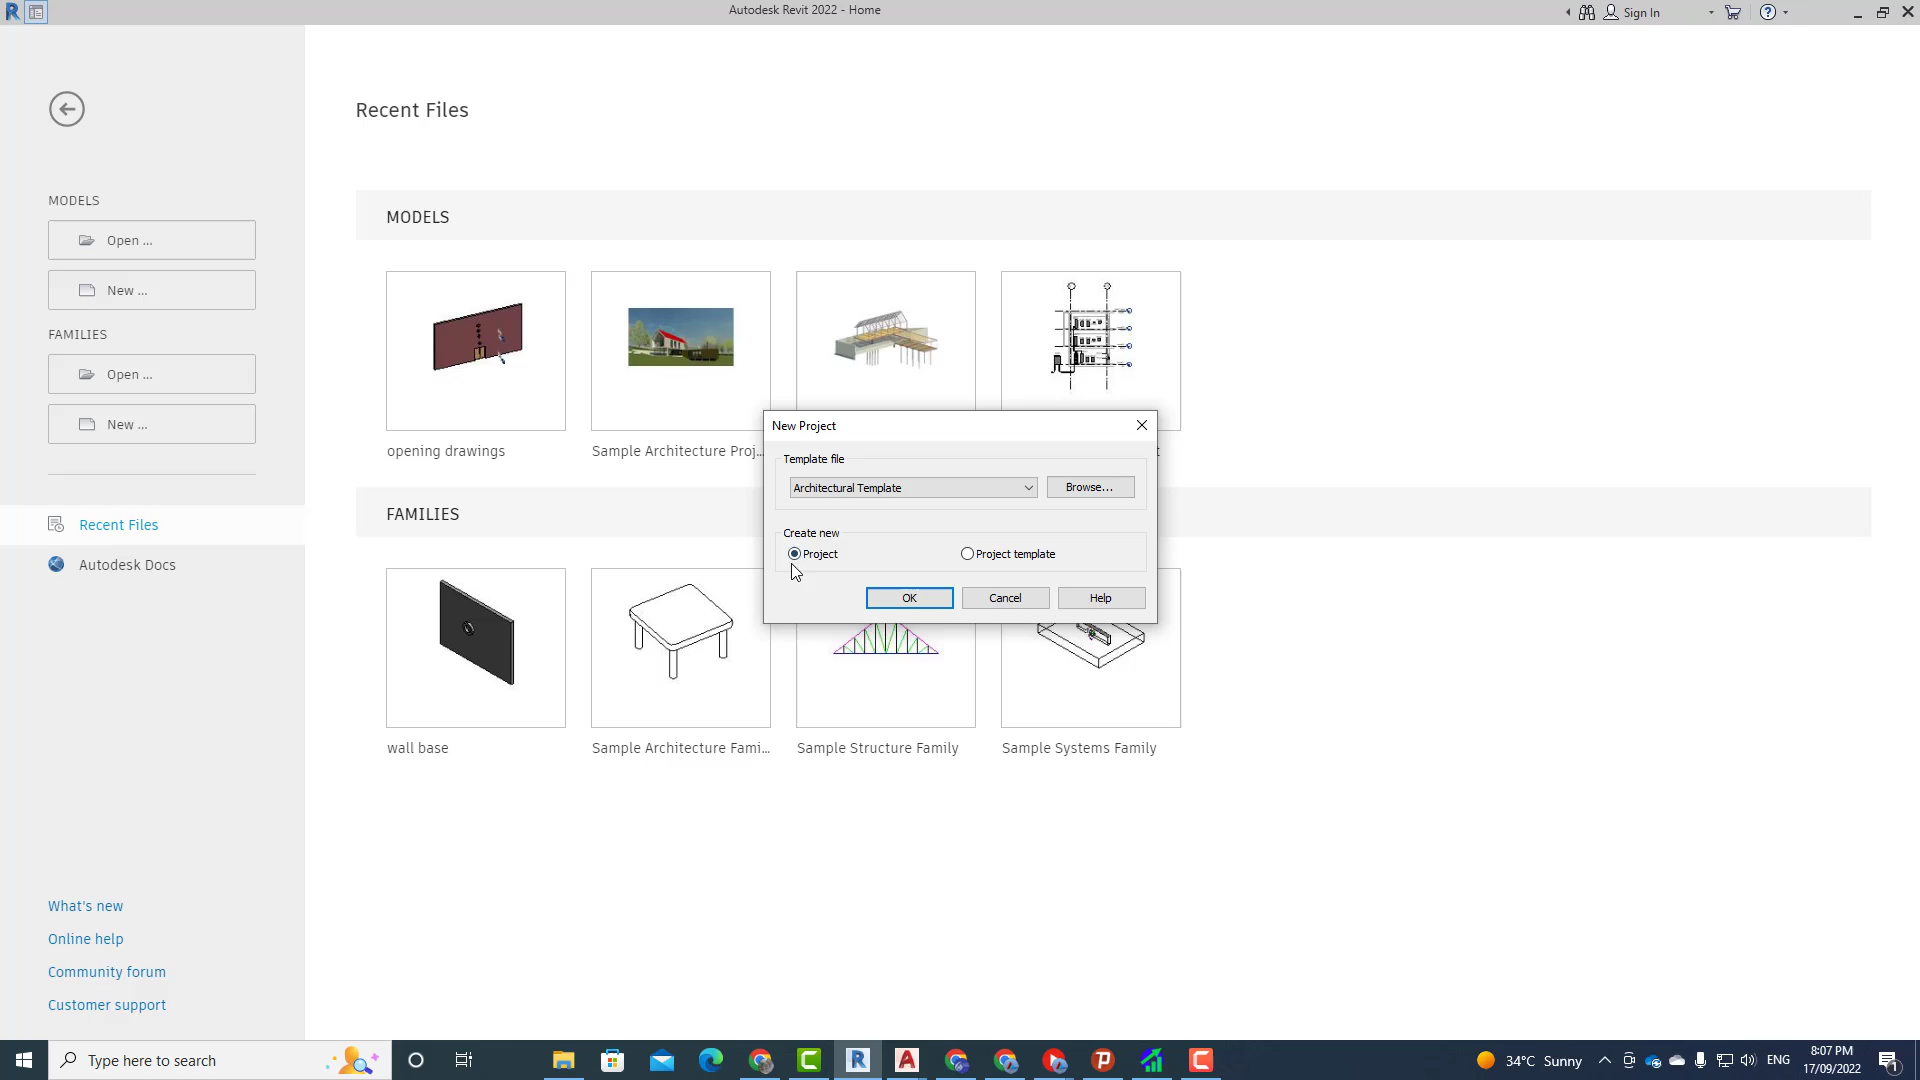 Autodesk Revit 2022 - Home
Sign In
Recent Files
MODELS
Open ...
New ...
FAMILIES
Open ...
New ...
Recent Files
Autodesk Docs
What's new
Online help
Community forum
Customer support
MODELS
opening drawings
Sample Architecture Proj...
New Project
Template file
Architectural Template
Browse...
Create new
Project
Project template
OK
Cancel
Help
FAMILIES
wall base
Sample Architecture Fami...
Sample Structure Family
Sample Systems Family
Type here to search
34°C Sunny
ENG
8:07 PM
17/09/2022
1